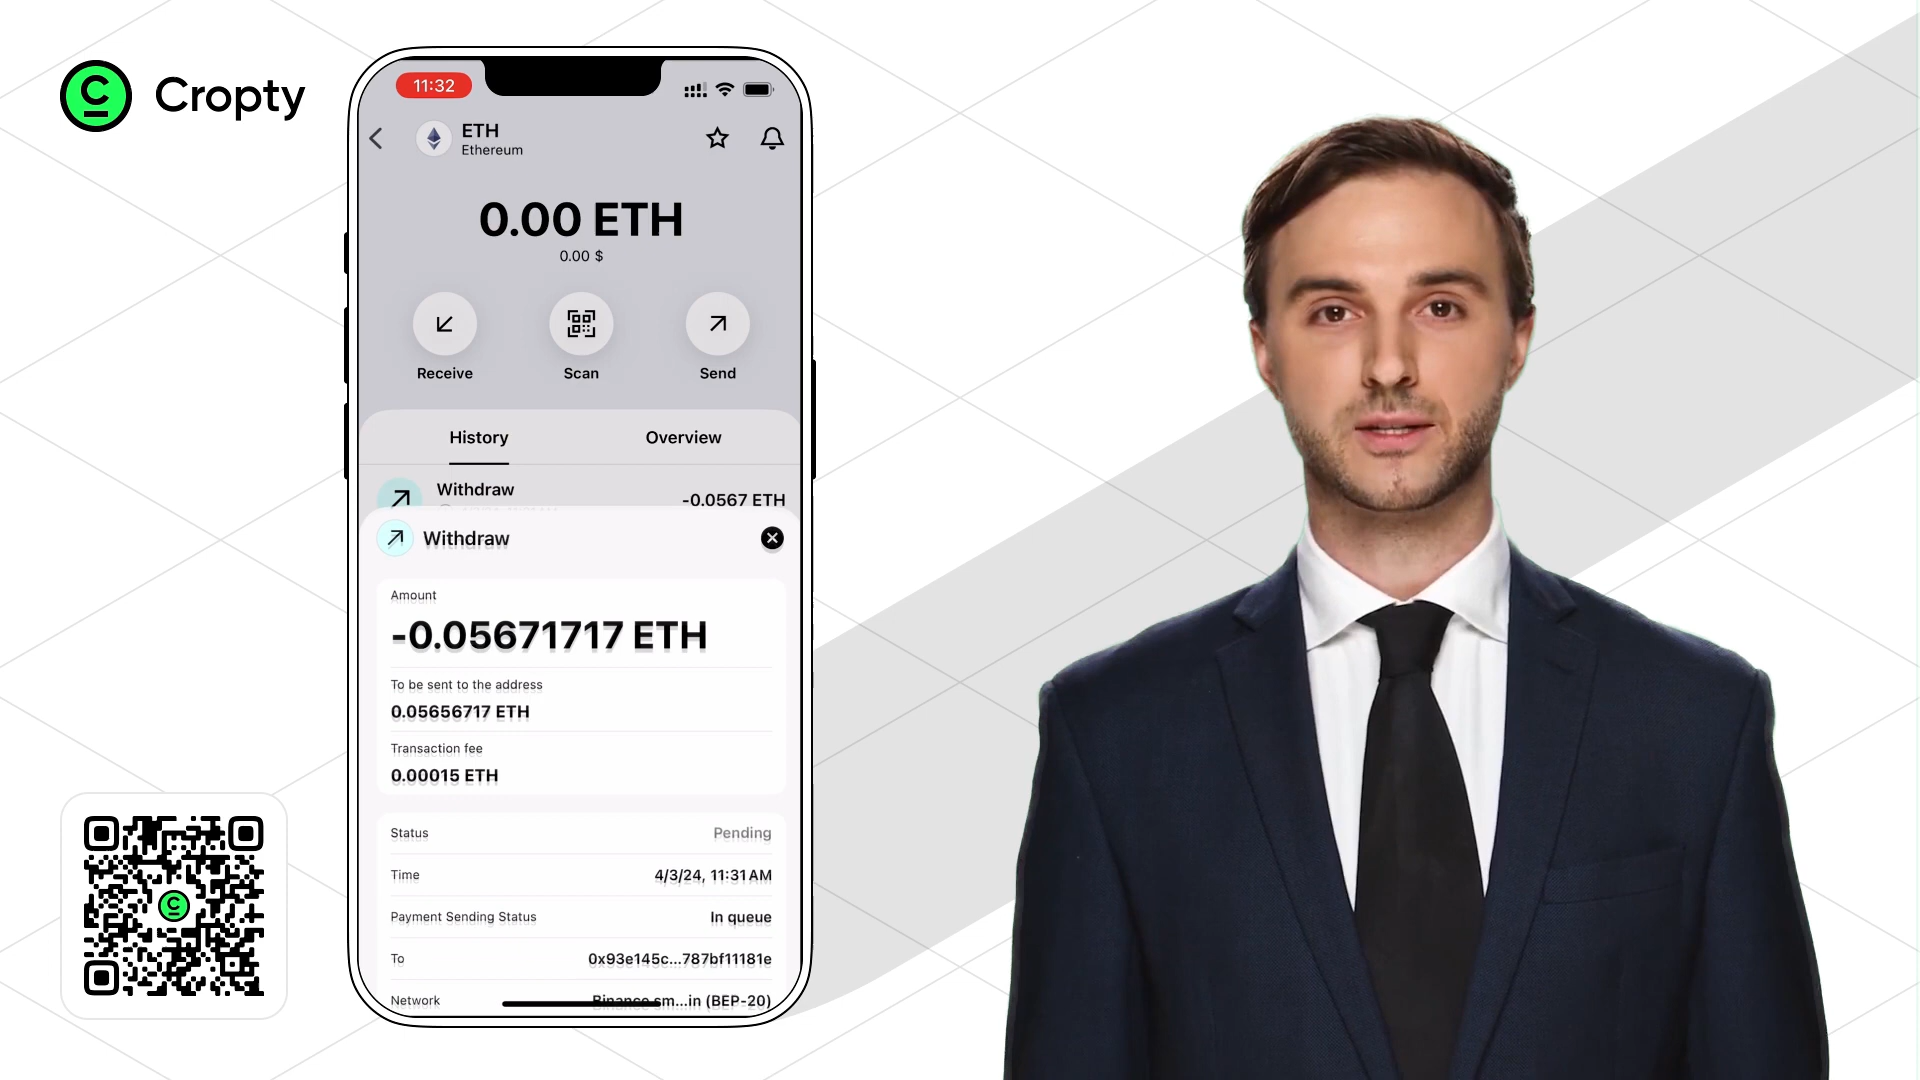 Cropty
11:32
ETH
Ethereum
0.00 ETH
0.00 $
Receive
Scan
Send
History
Overview
Withdraw
-0.0567 ETH
Withdraw
Amount
-0.05671717 ETH
To be sent to the address
0.05656717 ETH
Transaction fee
0.00015 ETH
Status
Pending
Time
4/3/24, 11:31 AM
Payment Sending Status
In queue
To
0x93e145c...787bf11181e
Network
Binance sm...in (BEP-20)